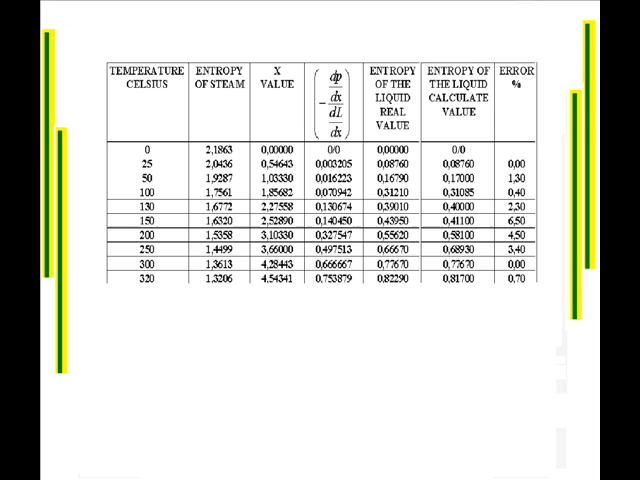 TEMPERATURE CELSIUS ENTROPY OF STEAM X VALUE (- dp/dx / dL/dx) ENTROPY OF THE LIQUID REAL VALUE ENTROPY OF THE LIQUID CALCULATE VALUE ERROR %
0 2,1863 0,00000 0/0 0,00000 0/0
25 2,0436 0,54643 0,003205 0,08760 0,08760 0,00
50 1,9287 1,03330 0,016223 0,16790 0,17000 1,30
100 1,7561 1,85682 0,070942 0,31210 0,31085 0,40
130 1,6772 2,27558 0,130674 0,39010 0,40000 2,30
150 1,6320 2,52890 0,140450 0,43950 0,41100 6,50
200 1,5358 3,10330 0,327547 0,55620 0,58100 4,50
250 1,4499 3,66000 0,497513 0,66670 0,68930 3,40
300 1,3613 4,28443 0,666667 0,77670 0,77670 0,00
320 1,3206 4,54341 0,753879 0,82290 0,81700 0,70